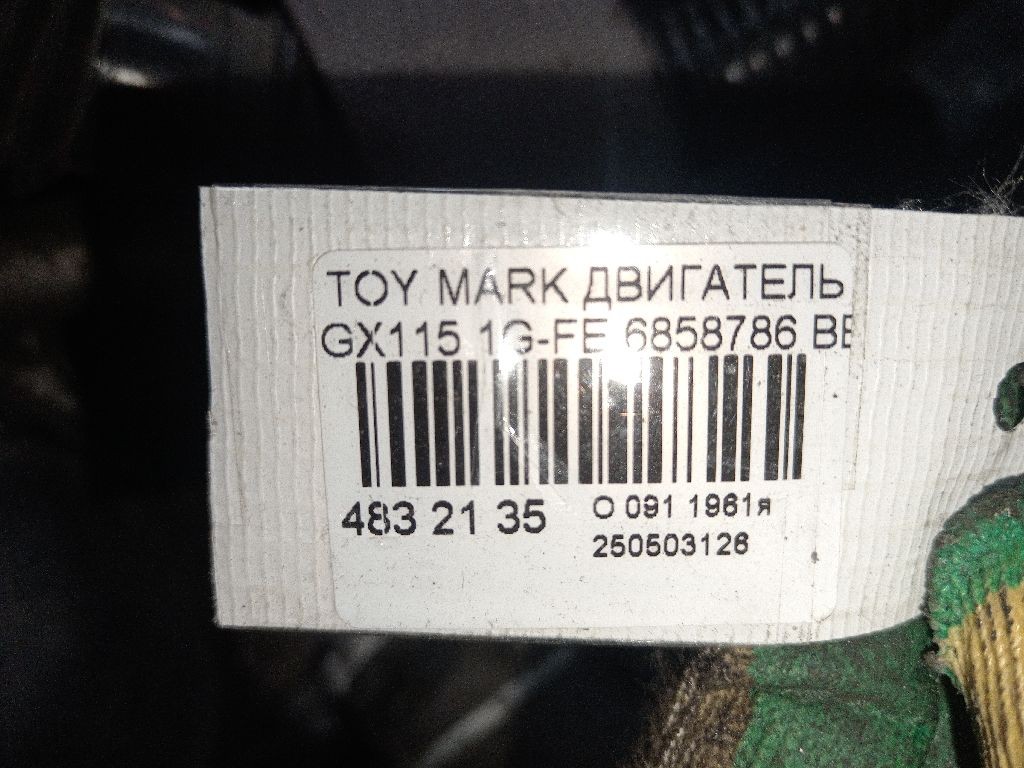 TOY MARK ДВИГАТЕЛЬ
GX115 1G-FE 6858786 BE
483 21 35
O 091 1961я
250503126